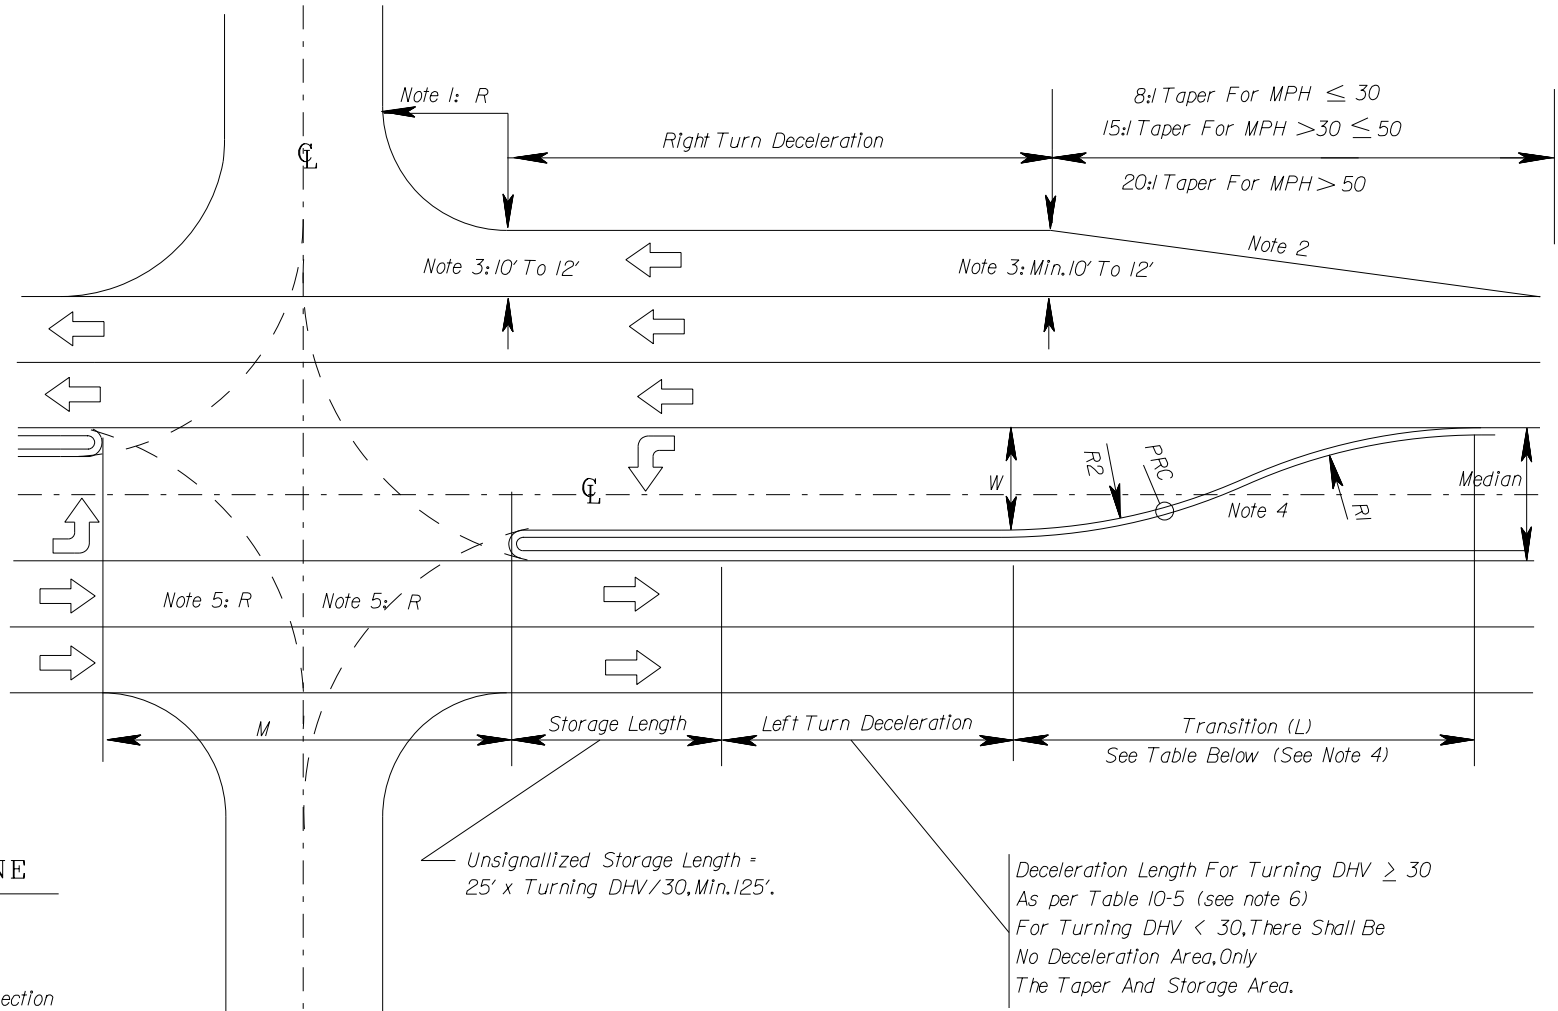 Note 1: R
8:1 Taper For MPH ≤ 30
15:1 Taper For MPH >30 ≤ 50
Right Turn Deceleration
℄
20:1 Taper For MPH > 50
Note 2
Note 3: 10' To 12'
Note 3: Min. 10' To 12'
PRC
R2
W
Median
℄
Note 4
R1
Note 5: R
Note 5: R
M
Storage Length
Left Turn Deceleration
Transition (L)
See Table Below (See Note 4)
NE
Unsignallized Storage Length =
25' x Turning DHV/30, Min. 125'.
Deceleration Length For Turning DHV ≥ 30
As per Table 10-5 (see note 6)
For Turning DHV < 30, There Shall Be
No Deceleration Area, Only
The Taper And Storage Area.
ection